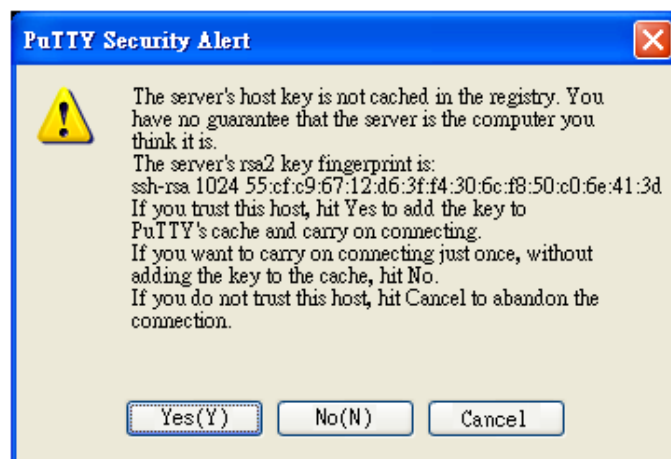 PuTTY Security Alert
The server's host key is not cached in the registry. You
have no guarantee that the server is the computer you
think it is.
The server's rsa2 key fingerprint is:
ssh-rsa 1024 55:cf:c9:67:12:d6:3f:f4:30:6c:f8:50:c0:6e:41:3d
If you trust this host, hit Yes to add the key to
PuTTY's cache and carry on connecting.
If you want to carry on connecting just once, without
adding the key to the cache, hit No.
If you do not trust this host, hit Cancel to abandon the
connection.
Yes(Y) No(N) Cancel